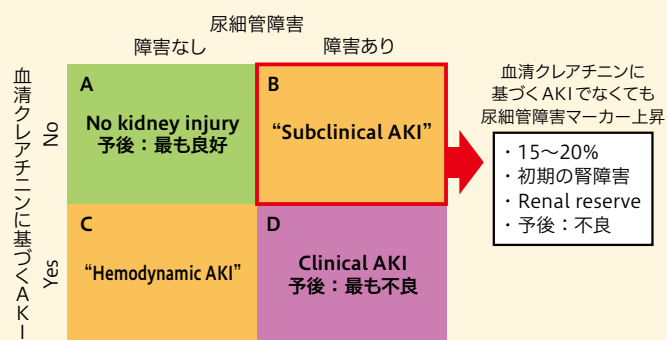 尿細管障害
障害なし
障害あり
血清クレアチニンに基づくAKI
No
Yes
A
No kidney injury
予後：最も良好
B
“Subclinical AKI”
C
“Hemodynamic AKI”
D
Clinical AKI
予後：最も不良
血清クレアチニンに
基づくAKIでなくても
尿細管障害マーカー上昇
・15〜20%
・初期の腎障害
・Renal reserve
・予後：不良